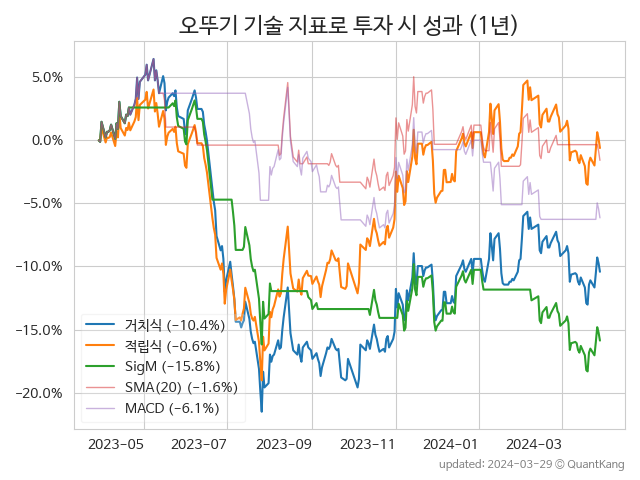 오뚜기 기술 지표로 투자 시 성과 (1년)
5.0%
0.0%
−5.0%
−10.0%
−15.0%
−20.0%
거치식 (−10.4%)
적립식 (−0.6%)
SigM (−15.8%)
SMA(20) (−1.6%)
MACD (−6.1%)
2023−05 2023−07 2023−09 2023−11 2024−01 2024−03
updated: 2024−03−29 © QuantKang